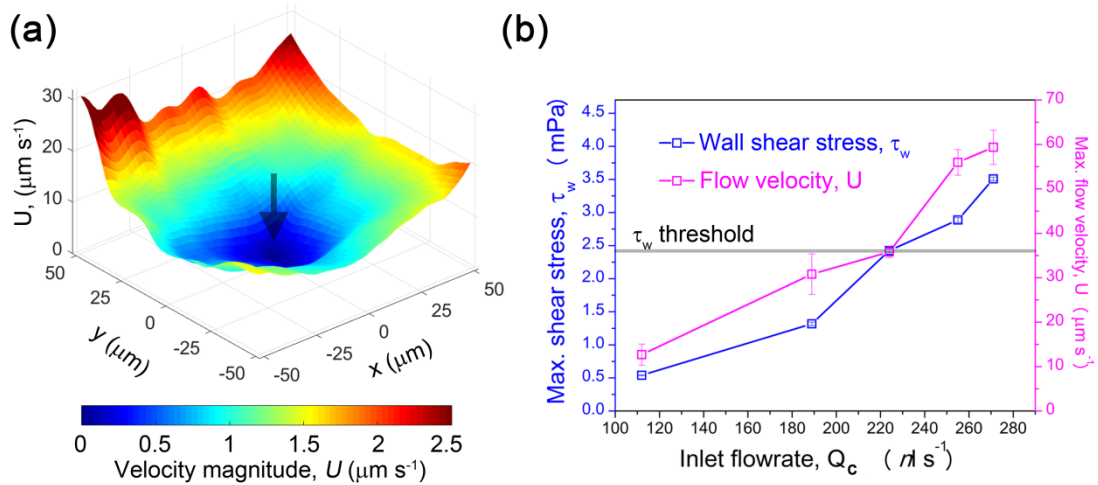 (a)
30
20
10
0
U, (μm s⁻¹)
50
25
0
-25
-50
y (μm)
-50
-25
0
25
50
x (μm)
0 0.5 1 1.5 2 2.5
Velocity magnitude, U (μm s⁻¹)
(b)
4.5
4.0
3.5
3.0
2.5
2.0
1.5
1.0
0.5
0.0
Max. shear stress, τw ( mPa)
Wall shear stress, τw
Flow velocity, U
τw threshold
70
60
50
40
30
20
10
0
Max. flow velocity, U ( μm s⁻¹)
100 120 140 160 180 200 220 240 260 280
Inlet flowrate, Qc ( nl s⁻¹)